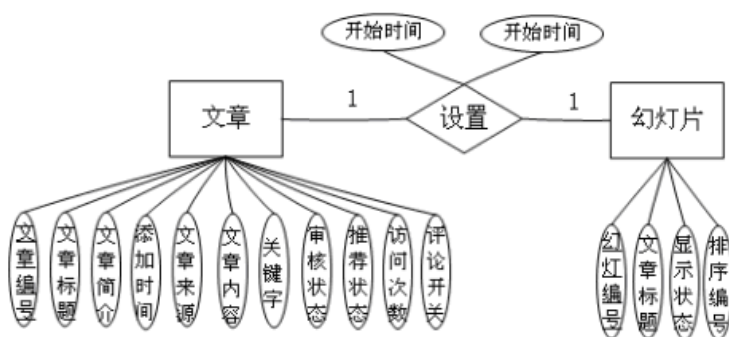 开始时间
开始时间
文章
1
设置
1
幻灯片
文章编号
文章标题
文章简介
添加时间
文章来源
文章内容
关键字
审核状态
推荐状态
访问次数
评论开关
幻灯编号
文章标题
显示状态
排序编号